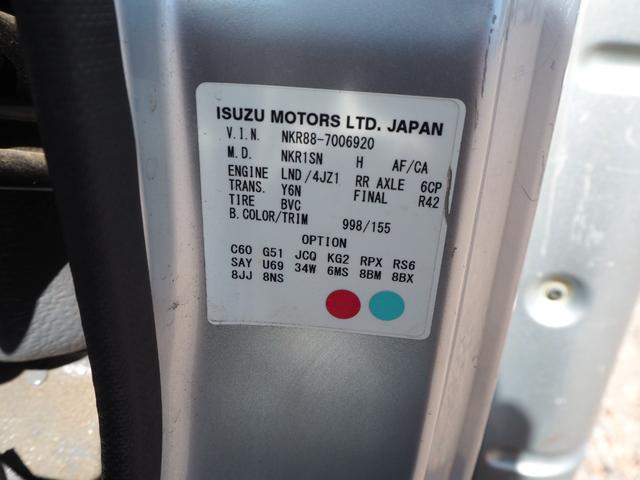 ISUZU MOTORS LTD. JAPAN
V.I.N. NKR88-7006920
M.D. NKR1SN H AF/CA
ENGINE LND/4JZ1 RR AXLE 6CP
TRANS. Y6N FINAL R42
TIRE BVC
B.COLOR/TRIM 998/155
OPTION
C60 G51 JCQ KG2 RPX RS6
SAY U69 34W 6MS 8BM 8BX
8JJ 8NS